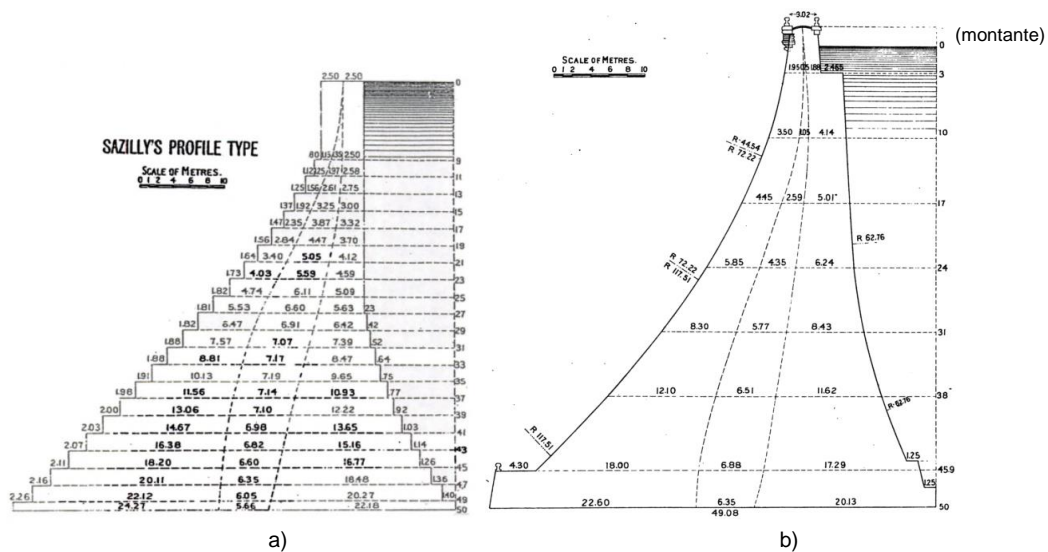 SAZILLY'S PROFILE TYPE
SCALE OF METRES.
0 1 2 4 6 8 10
2.50 2.50 0
80 2.50 9
2.58 11
1.25 1.56 2.61 2.75 13
1.37 1.92 3.25 3.00 15
1.47 2.35 3.87 3.32 17
1.56 2.84 4.47 3.70 19
1.64 3.40 5.05 4.12 21
1.73 4.03 5.59 4.59 23
1.82 4.74 6.11 5.09 25
1.81 5.53 6.60 5.63 23 27
1.82 6.47 6.91 6.42 42 29
1.88 7.57 7.07 7.39 52 31
1.88 8.81 7.17 8.47 .64 33
1.91 10.13 7.19 9.65 .75 35
1.98 11.56 7.14 10.93 .77 37
2.00 13.06 7.10 12.22 .92 39
2.03 14.67 6.98 13.65 1.03 41
2.07 16.38 6.82 15.16 1.14 43
2.11 18.20 6.60 16.77 1.26 45
2.16 20.11 6.35 18.48 1.36 47
2.26 22.12 6.05 20.27 1.40 49
24.27 5.66 22.18 50
a)
3.02
(montante)
0
SCALE OF METRES.
0 1 2 4 6 8 10
2.465 3
3.50 1.05 4.14 10
R-44.54
R 72.22
4.45 2.59 5.01 17
R 62.76
5.85 4.35 6.24 24
R 72.22
R 117.51
8.30 5.77 8.43 31
12.10 6.51 11.62 38
R-62.76
R 117.51
1.25
4.30 18.00 6.88 17.29 45.9
1.25
22.60 6.35 20.13 50
49.08
b)